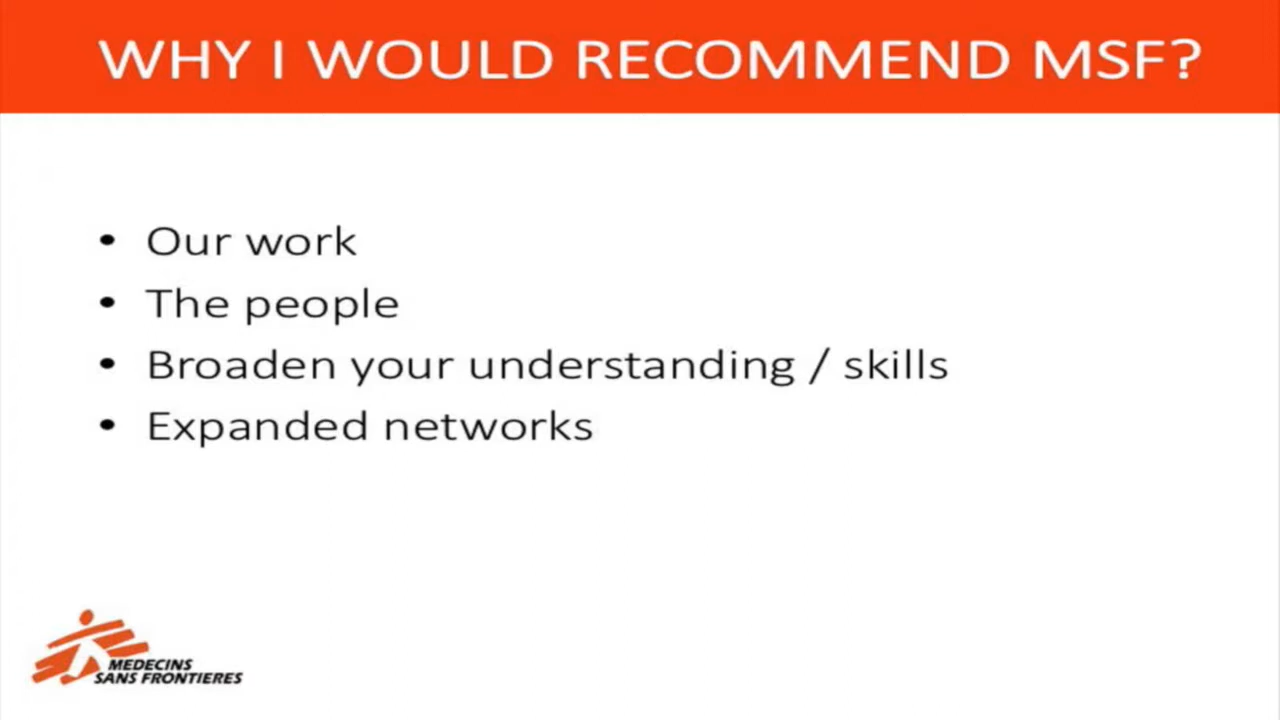 WHY I WOULD RECOMMEND MSF?
• Our work
• The people
• Broaden your understanding / skills
• Expanded networks
MEDECINS
SANS FRONTIERES